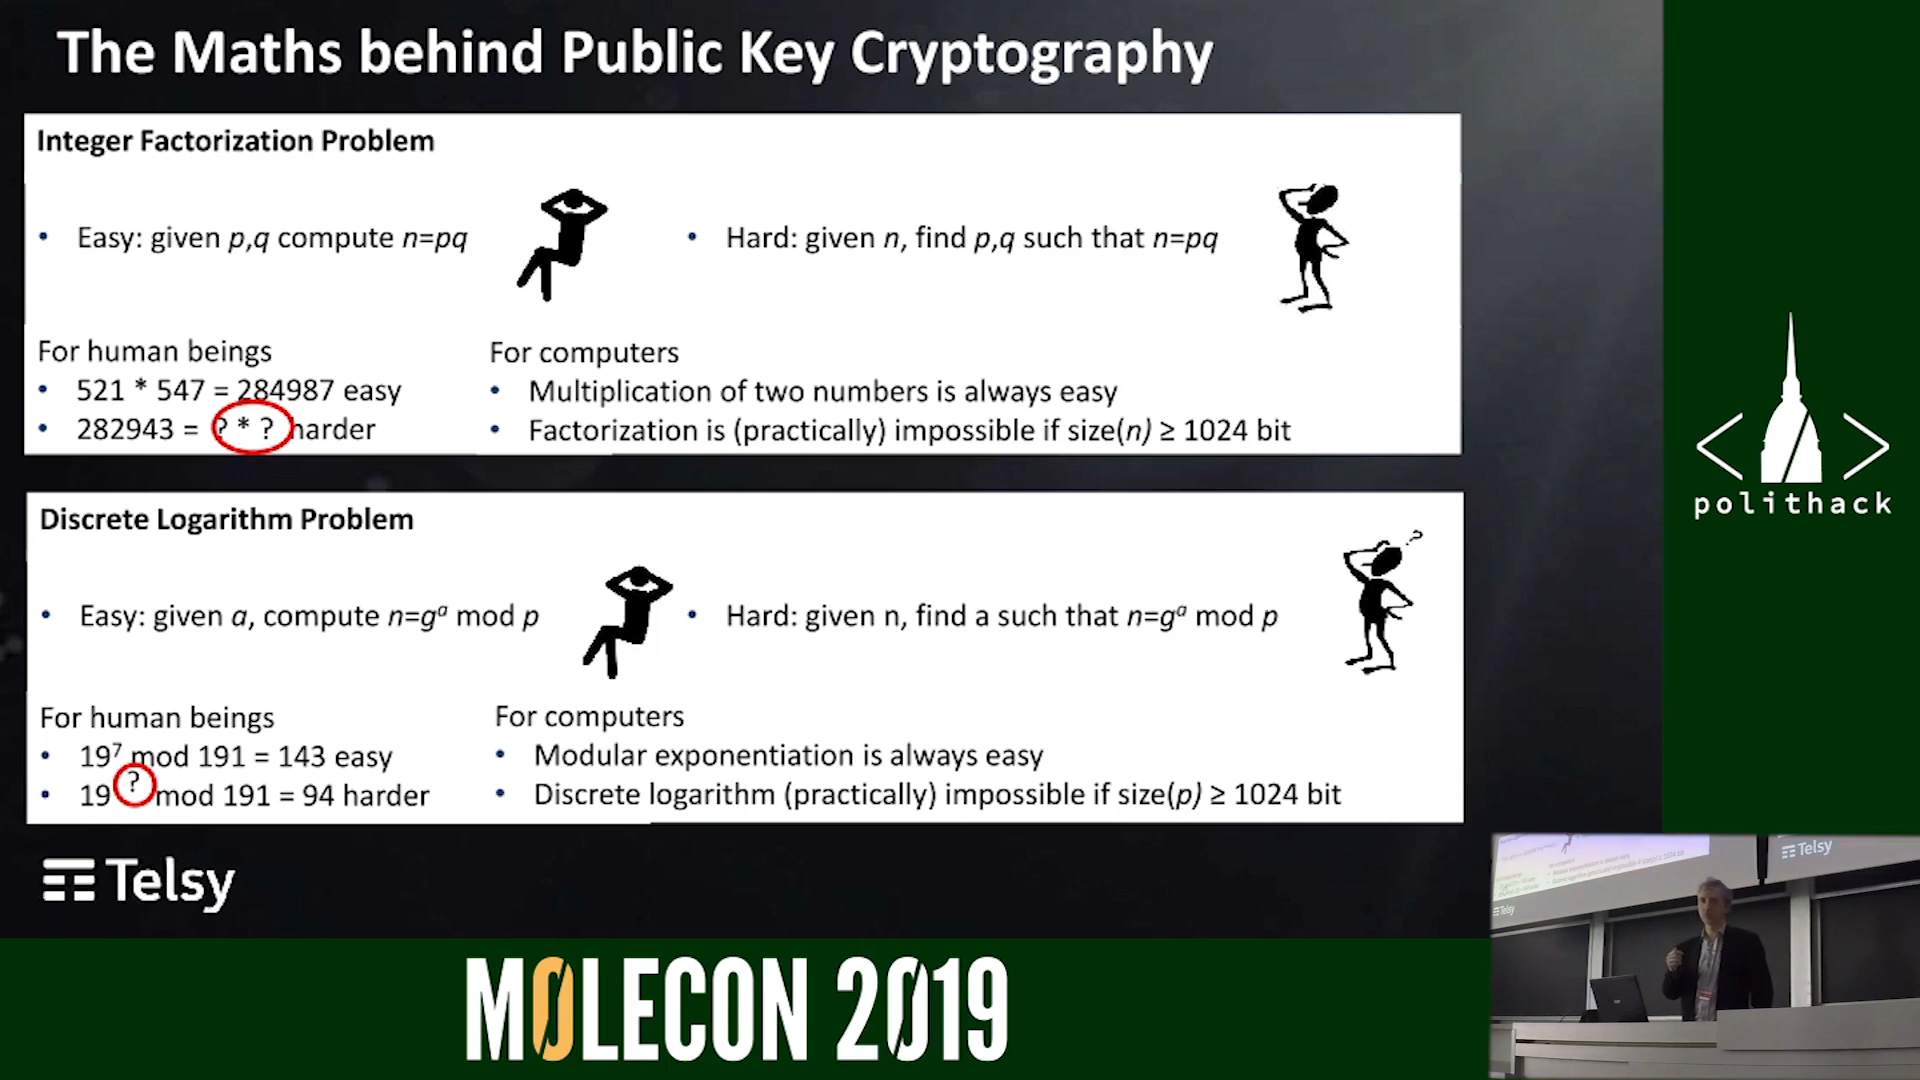 The Maths behind Public Key Cryptography
Integer Factorization Problem
• Easy: given p,q compute n=pq
• Hard: given n, find p,q such that n=pq
For human beings
• 521 * 547 = 284987 easy
• 282943 = ? * ? harder
For computers
• Multiplication of two numbers is always easy
• Factorization is (practically) impossible if size(n) ≥ 1024 bit
Discrete Logarithm Problem
?
• Easy: given a, compute n=gᵃ mod p
• Hard: given n, find a such that n=gᵃ mod p
For human beings
• 19⁷ mod 191 = 143 easy
• 19 ? mod 191 = 94 harder
For computers
• Modular exponentiation is always easy
• Discrete logarithm (practically) impossible if size(p) ≥ 1024 bit
Telsy
MOLECON 2019
< >
polithack
Telsy
Telsy